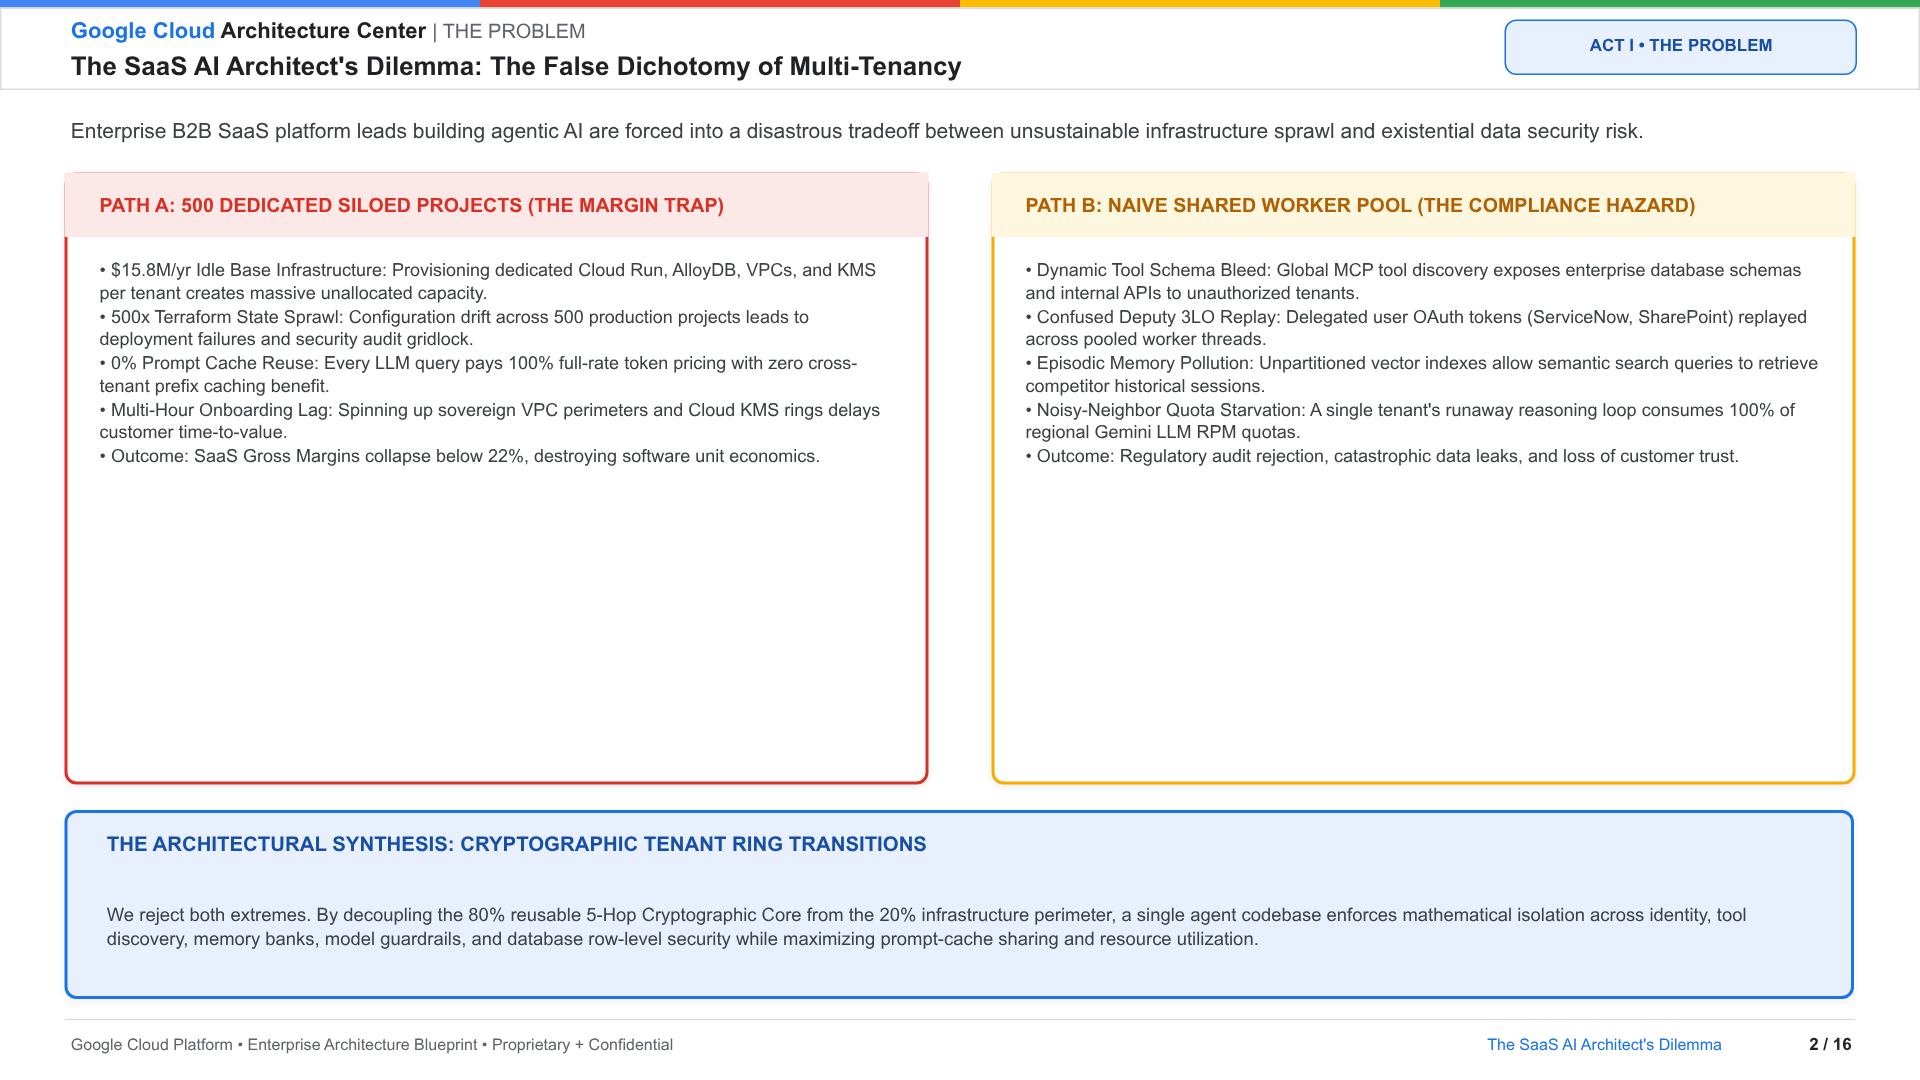 Google Cloud Architecture Center | THE PROBLEM
The SaaS AI Architect's Dilemma: The False Dichotomy of Multi-Tenancy
ACT I • THE PROBLEM
Enterprise B2B SaaS platform leads building agentic AI are forced into a disastrous tradeoff between unsustainable infrastructure sprawl and existential data security risk.
PATH A: 500 DEDICATED SILOED PROJECTS (THE MARGIN TRAP)
• $15.8M/yr Idle Base Infrastructure: Provisioning dedicated Cloud Run, AlloyDB, VPCs, and KMS
per tenant creates massive unallocated capacity.
• 500x Terraform State Sprawl: Configuration drift across 500 production projects leads to
deployment failures and security audit gridlock.
• 0% Prompt Cache Reuse: Every LLM query pays 100% full-rate token pricing with zero cross-
tenant prefix caching benefit.
• Multi-Hour Onboarding Lag: Spinning up sovereign VPC perimeters and Cloud KMS rings delays
customer time-to-value.
• Outcome: SaaS Gross Margins collapse below 22%, destroying software unit economics.
PATH B: NAIVE SHARED WORKER POOL (THE COMPLIANCE HAZARD)
• Dynamic Tool Schema Bleed: Global MCP tool discovery exposes enterprise database schemas
and internal APIs to unauthorized tenants.
• Confused Deputy 3LO Replay: Delegated user OAuth tokens (ServiceNow, SharePoint) replayed
across pooled worker threads.
• Episodic Memory Pollution: Unpartitioned vector indexes allow semantic search queries to retrieve
competitor historical sessions.
• Noisy-Neighbor Quota Starvation: A single tenant's runaway reasoning loop consumes 100% of
regional Gemini LLM RPM quotas.
• Outcome: Regulatory audit rejection, catastrophic data leaks, and loss of customer trust.
THE ARCHITECTURAL SYNTHESIS: CRYPTOGRAPHIC TENANT RING TRANSITIONS
We reject both extremes. By decoupling the 80% reusable 5-Hop Cryptographic Core from the 20% infrastructure perimeter, a single agent codebase enforces mathematical isolation across identity, tool
discovery, memory banks, model guardrails, and database row-level security while maximizing prompt-cache sharing and resource utilization.
Google Cloud Platform • Enterprise Architecture Blueprint • Proprietary + Confidential
The SaaS AI Architect's Dilemma
2 / 16